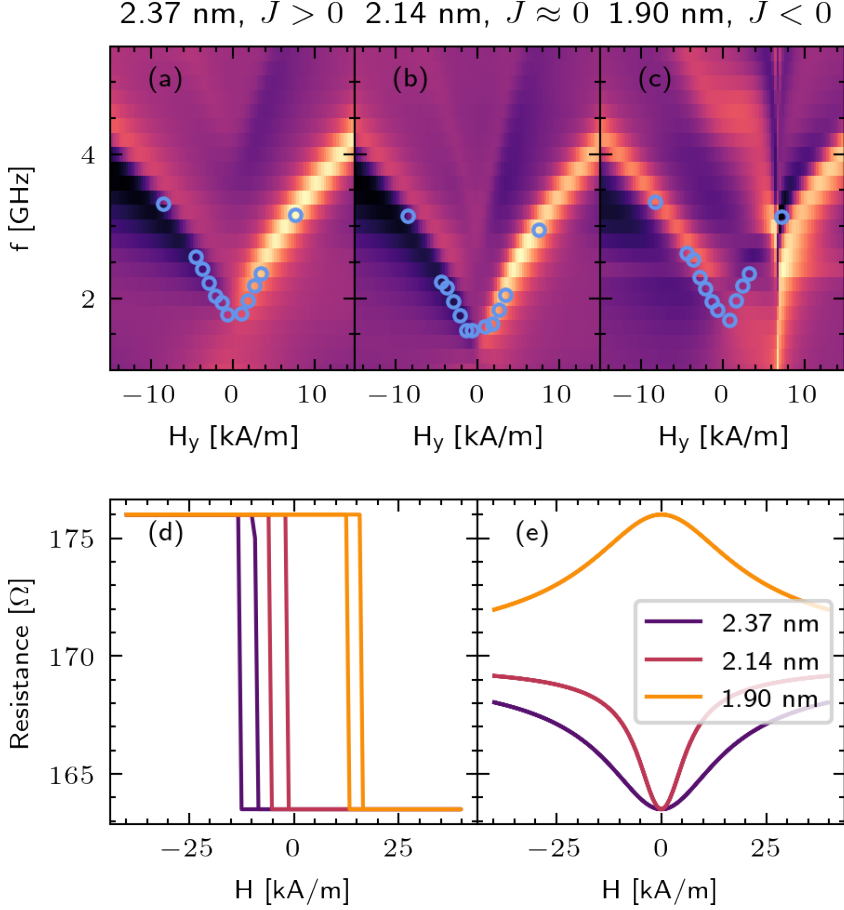 2.37 nm, J > 0 2.14 nm, J ≈ 0 1.90 nm, J < 0
(a) (b) (c)
f [GHz]
4
2
−10 0 10 −10 0 10 −10 0 10
H_y [kA/m] H_y [kA/m] H_y [kA/m]
(d) (e)
Resistance [Ω]
175
170
165
2.37 nm
2.14 nm
1.90 nm
−25 0 25 −25 0 25
H [kA/m] H [kA/m]